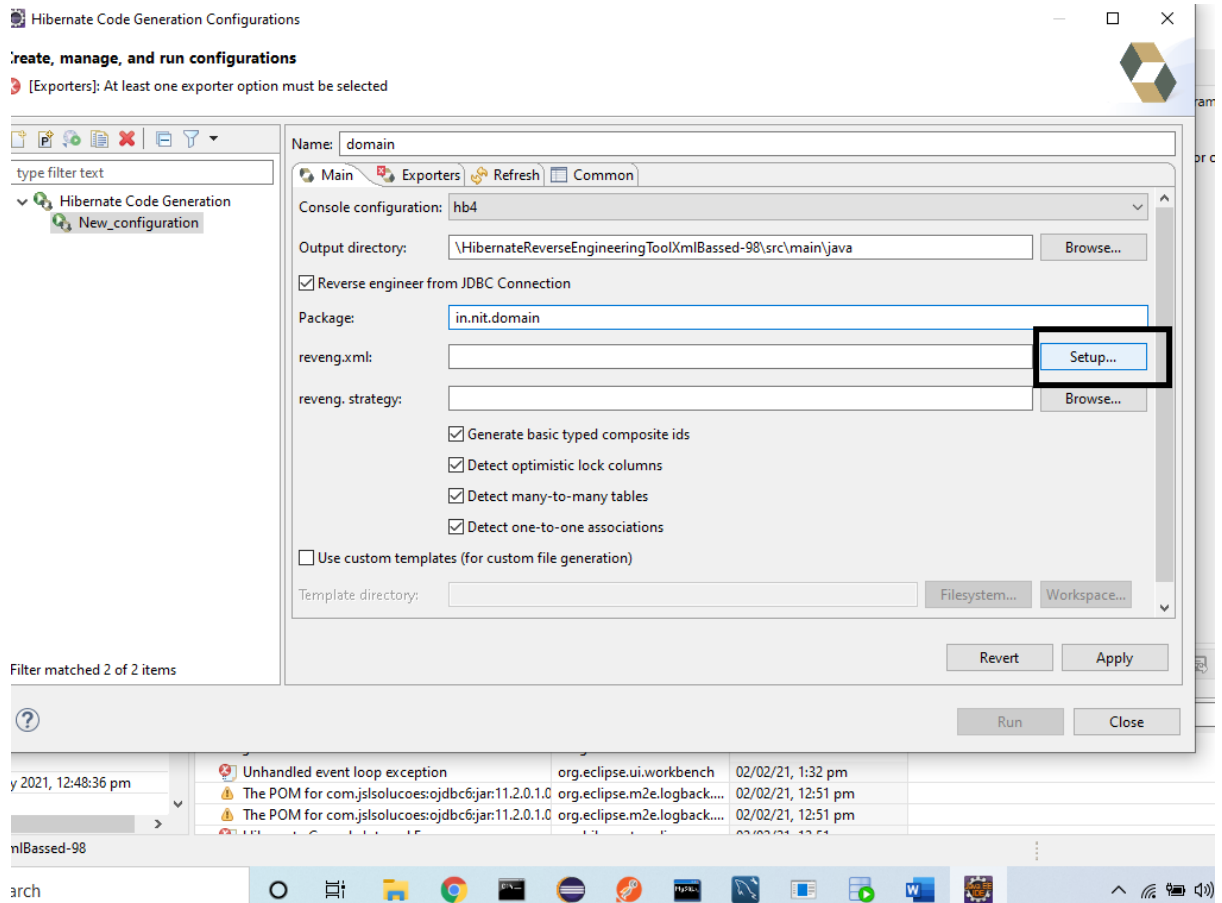 Hibernate Code Generation Configurations
reate, manage, and run configurations
[Exporters]: At least one exporter option must be selected
ram
or c
Name: domain
type filter text
Main Exporters Refresh Common
Hibernate Code Generation
New_configuration
Console configuration: hb4
Output directory: \HibernateReverseEngineeringToolXmlBassed-98\src\main\java Browse...
Reverse engineer from JDBC Connection
Package: in.nit.domain
reveng.xml: Setup...
reveng. strategy: Browse...
Generate basic typed composite ids
Detect optimistic lock columns
Detect many-to-many tables
Detect one-to-one associations
Use custom templates (for custom file generation)
Template directory: Filesystem... Workspace...
Filter matched 2 of 2 items
Revert Apply
Run Close
Unhandled event loop exception org.eclipse.ui.workbench 02/02/21, 1:32 pm
y 2021, 12:48:36 pm
The POM for com.jslsolucoes:ojdbc6:jar:11.2.0.1.0 org.eclipse.m2e.logback.... 02/02/21, 12:51 pm
The POM for com.jslsolucoes:ojdbc6:jar:11.2.0.1.0 org.eclipse.m2e.logback.... 02/02/21, 12:51 pm
mlBassed-98
arch